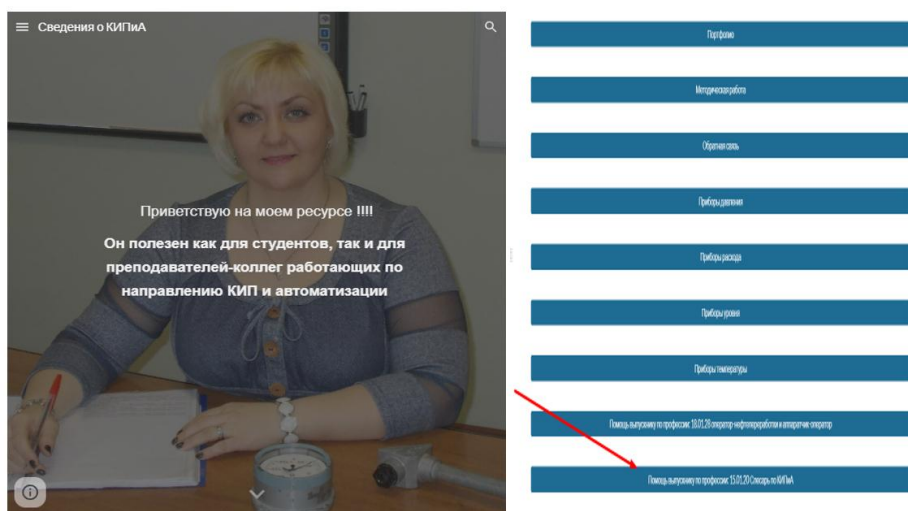 Сведения о КИПиА
Приветствую на моем ресурсе !!!!
Он полезен как для студентов, так и для
преподавателей-коллег работающих по
направлению КИП и автоматизации
Портфолио
Методическая работа
Обратная связь
Приборы давления
Приборы расхода
Приборы уровня
Приборы температуры
Помощь выпускнику по профессии: 18.01.28 оператор нефтепереработки и аппаратчик-оператор
Помощь выпускнику по профессии: 15.01.20 Слесарь по КИПиА